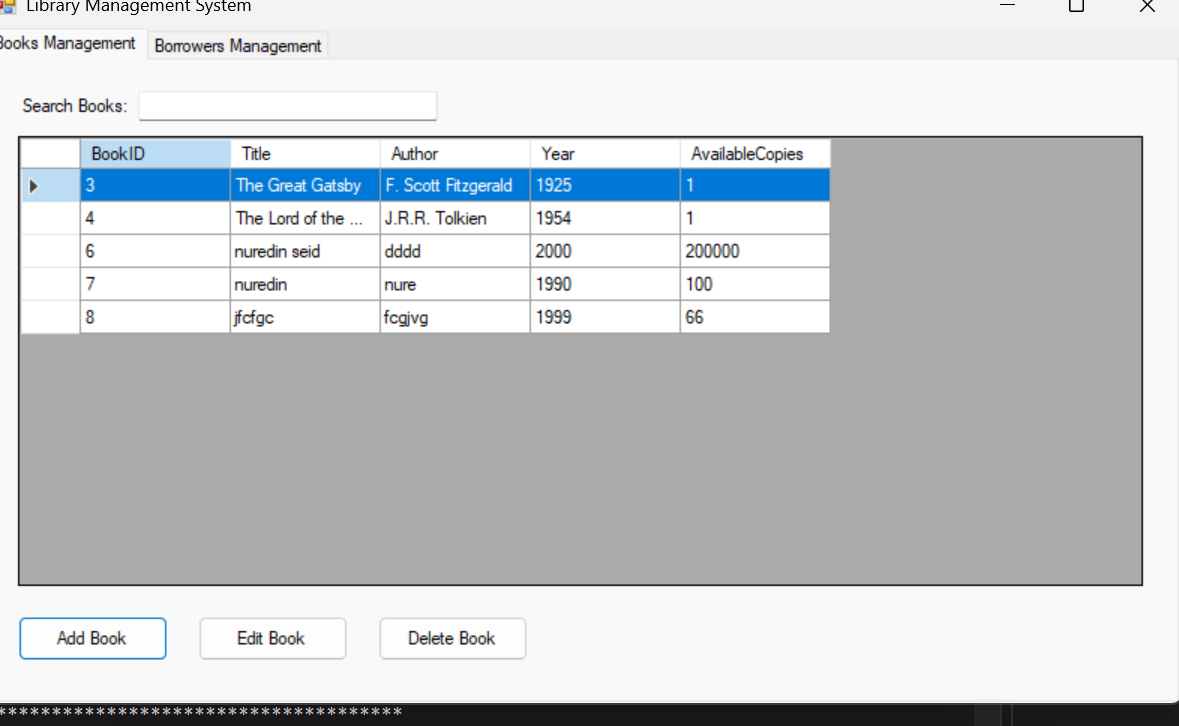 Library Management System
Books Management Borrowers Management
Search Books:
BookID Title Author Year AvailableCopies
3 The Great Gatsby F. Scott Fitzgerald 1925 1
4 The Lord of the ... J.R.R. Tolkien 1954 1
6 nuredin seid dddd 2000 200000
7 nuredin nure 1990 100
8 jfcfgc fcgjvg 1999 66
Add Book Edit Book Delete Book
*************************************